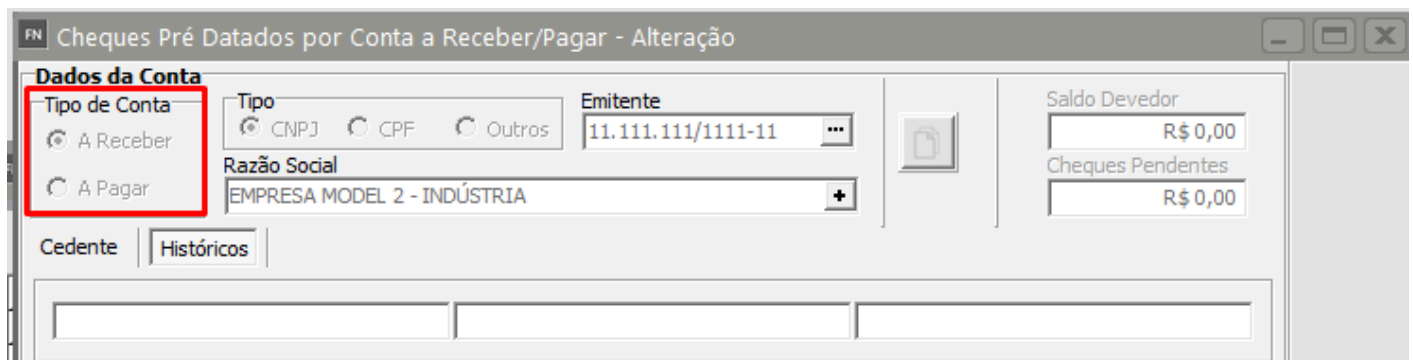 FN Cheques Pré Datados por Conta a Receber/Pagar - Alteração
Dados da Conta
Tipo de Conta
A Receber
A Pagar
Tipo
CNPJ CPF Outros
Emitente
11.111.111/1111-11 ...
Razão Social
EMPRESA MODEL 2 - INDÚSTRIA +
Saldo Devedor
R$ 0,00
Cheques Pendentes
R$ 0,00
Cedente Históricos